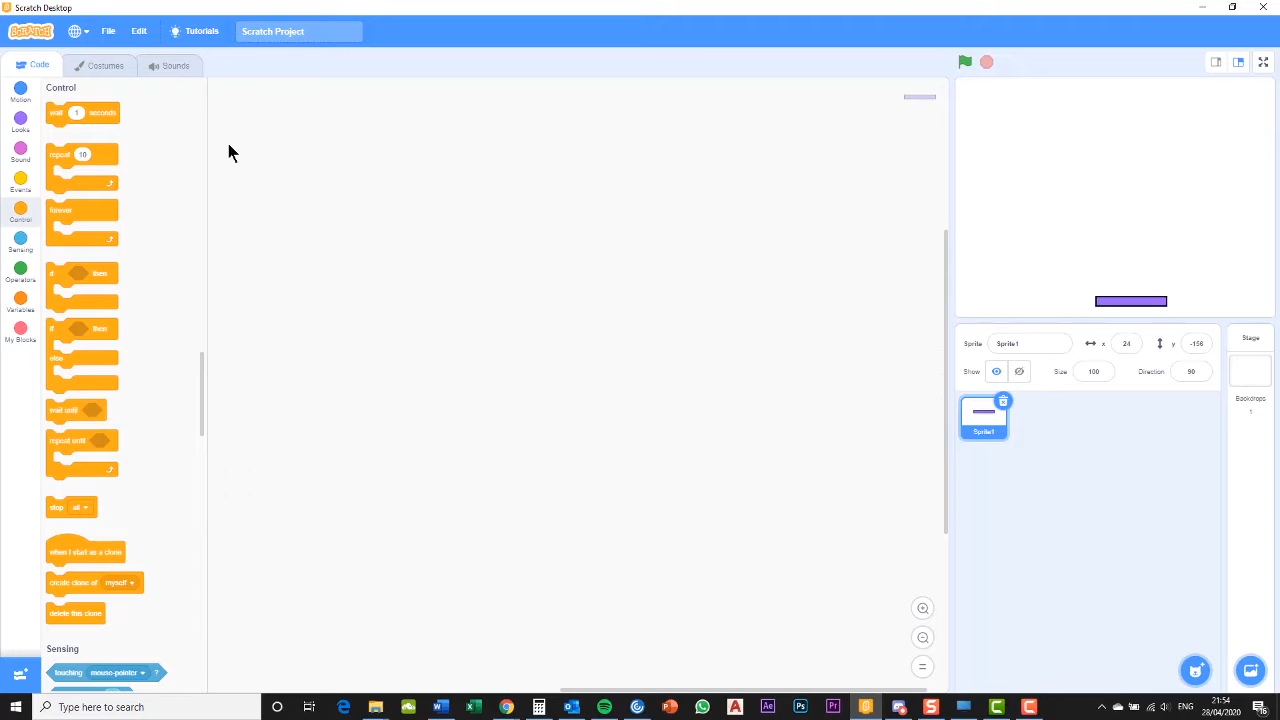 Scratch Desktop
SCRATCH File Edit Tutorials Scratch Project
Code Costumes Sounds
Motion
Looks
Sound
Events
Control
Sensing
Operators
Variables
My Blocks
Control
wait 1 seconds
repeat 10
forever
if then
if then
else
wait until
repeat until
stop all
when I start as a clone
create clone of myself
delete this clone
Sensing
touching mouse-pointer ?
Sprite Sprite1 x 24 y -156
Show Size 100 Direction 90
Sprite1
Stage
Backdrops
1
Type here to search
21:54
29/04/2020